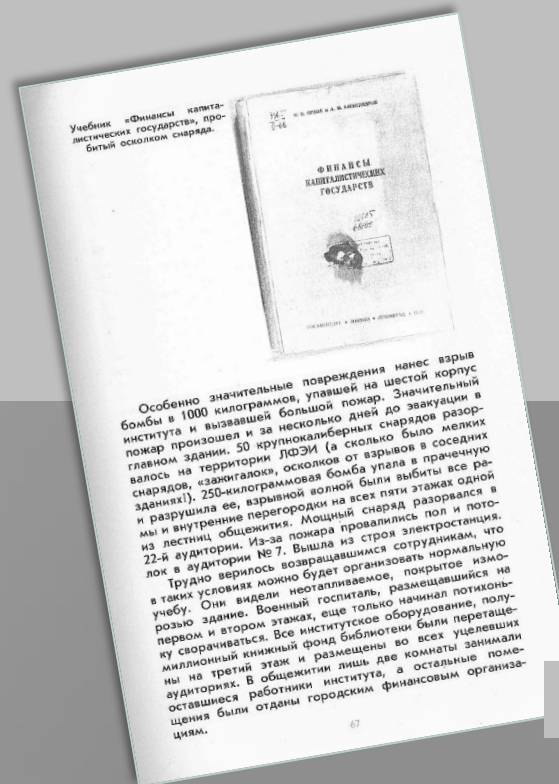 Учебник «Финансы капита-
листических государств», про-
битый осколком снаряда.
ФИНАНСЫ
КАПИТАЛИСТИЧЕСКИХ
ГОСУДАРСТВ
Особенно значительные повреждения нанес взрыв
бомбы в 1000 килограммов, упавшей на шестой корпус
института и вызвавшей большой пожар. Значительный
пожар произошел и за несколько дней до эвакуации в
главном здании. 50 крупнокалиберных снарядов разор-
валось на территории ЛФЭИ (а сколько было мелких
снарядов, «зажигалок», осколков от взрывов в соседних
зданиях!). 250-килограммовая бомба упала в прачечную
и разрушила ее, взрывной волной были выбиты все ра-
мы и внутренние перегородки на всех пяти этажах одной
из лестниц общежития. Мощный снаряд разорвался в
22-й аудитории. Из-за пожара провалились пол и пото-
лок в аудитории № 7. Вышла из строя электростанция.
Трудно верилось возвращавшимся сотрудникам, что
в таких условиях можно будет организовать нормальную
учебу. Они видели неотапливаемое, покрытое измо-
розью здание. Военный госпиталь, размещавшийся на
первом и втором этажах, еще только начинал потихонь-
ку сворачиваться. Все институтское оборудование, полу-
миллионный книжный фонд библиотеки были перетаще-
ны на третий этаж и размещены во всех уцелевших
аудиториях. В общежитии лишь две комнаты занимали
оставшиеся работники института, а остальные поме-
щения были отданы городским финансовым организа-
циям.
67